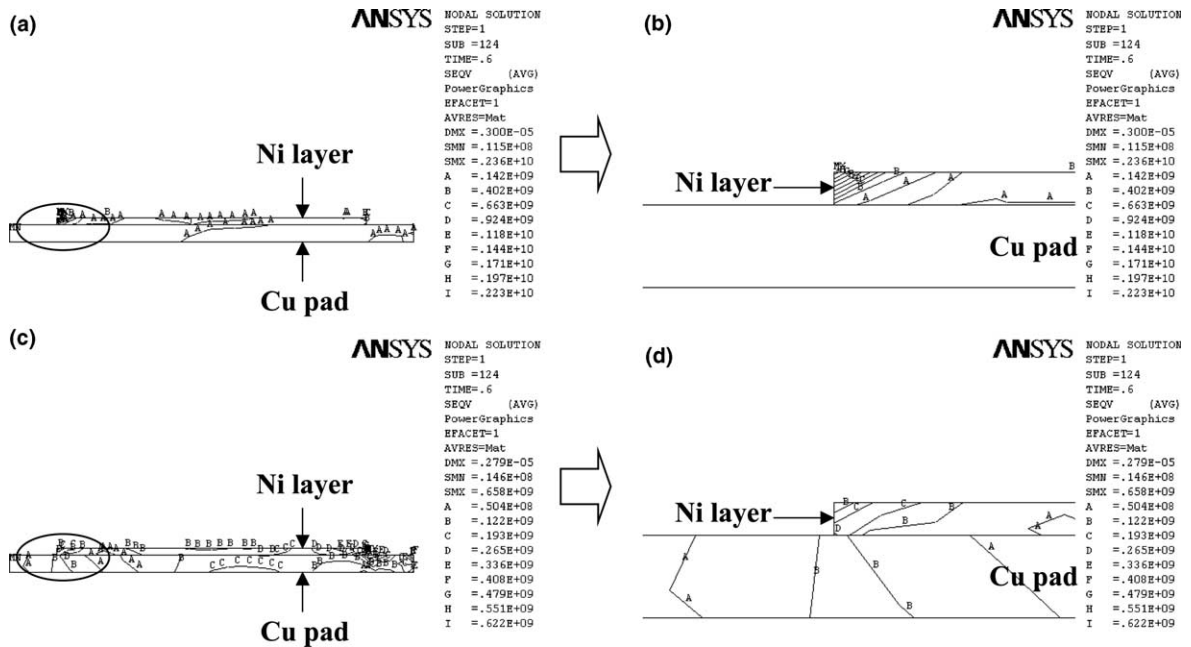 (a)
ANSYS
NODAL SOLUTION
STEP=1
SUB =124
TIME=.6
SEQV (AVG)
PowerGraphics
EFACET=1
AVRES=Mat
DMX =.300E-05
SMN =.115E+08
SMX =.236E+10
A =.142E+09
B =.402E+09
C =.663E+09
D =.924E+09
E =.118E+10
F =.144E+10
G =.171E+10
H =.197E+10
I =.223E+10
Ni layer
Cu pad
(b)
ANSYS
NODAL SOLUTION
STEP=1
SUB =124
TIME=.6
SEQV (AVG)
PowerGraphics
EFACET=1
AVRES=Mat
DMX =.300E-05
SMN =.115E+08
SMX =.236E+10
A =.142E+09
B =.402E+09
C =.663E+09
D =.924E+09
E =.118E+10
F =.144E+10
G =.171E+10
H =.197E+10
I =.223E+10
Ni layer
Cu pad
(c)
ANSYS
NODAL SOLUTION
STEP=1
SUB =124
TIME=.6
SEQV (AVG)
PowerGraphics
EFACET=1
AVRES=Mat
DMX =.279E-05
SMN =.146E+08
SMX =.658E+09
A =.504E+08
B =.122E+09
C =.193E+09
D =.265E+09
E =.336E+09
F =.408E+09
G =.479E+09
H =.551E+09
I =.622E+09
Ni layer
Cu pad
(d)
ANSYS
NODAL SOLUTION
STEP=1
SUB =124
TIME=.6
SEQV (AVG)
PowerGraphics
EFACET=1
AVRES=Mat
DMX =.279E-05
SMN =.146E+08
SMX =.658E+09
A =.504E+08
B =.122E+09
C =.193E+09
D =.265E+09
E =.336E+09
F =.408E+09
G =.479E+09
H =.551E+09
I =.622E+09
Ni layer
Cu pad